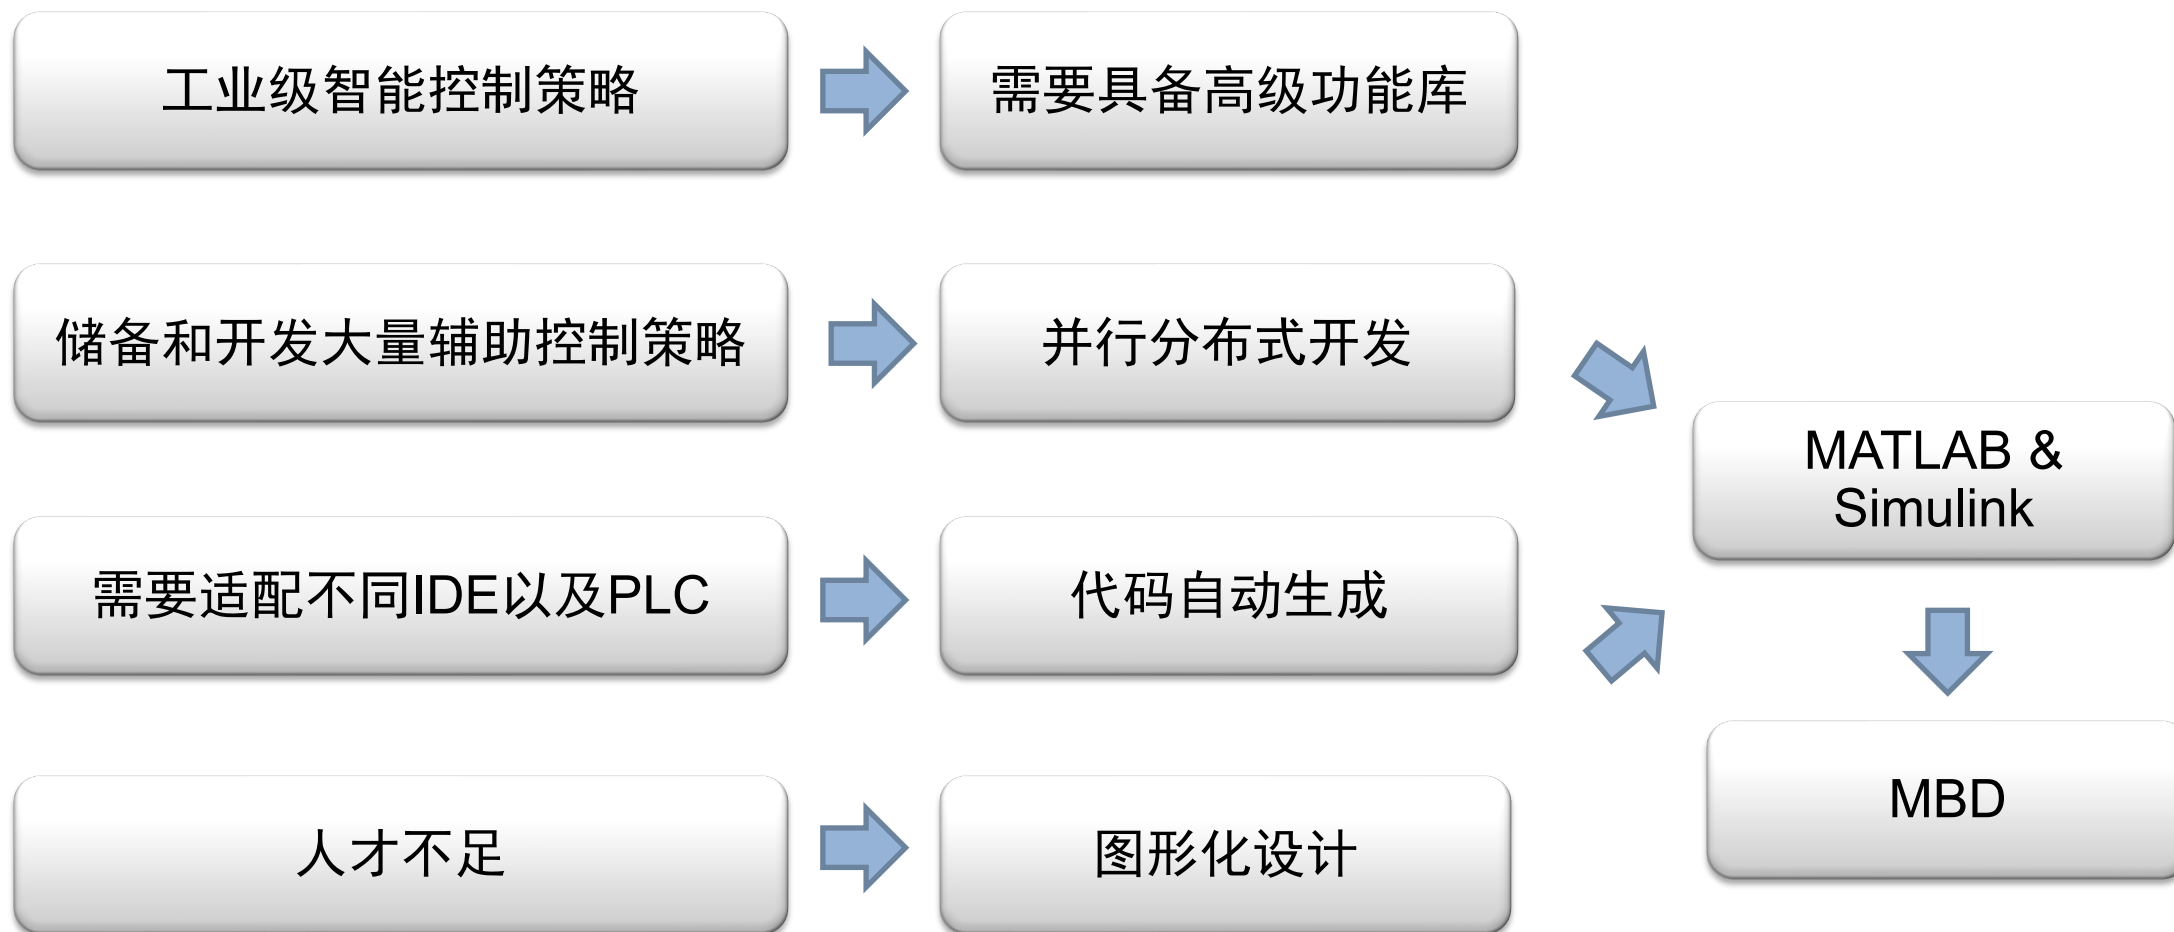 工业级智能控制策略
需要具备高级功能库
储备和开发大量辅助控制策略
并行分布式开发
需要适配不同IDE以及PLC
代码自动生成
人才不足
图形化设计
MATLAB &
Simulink
MBD